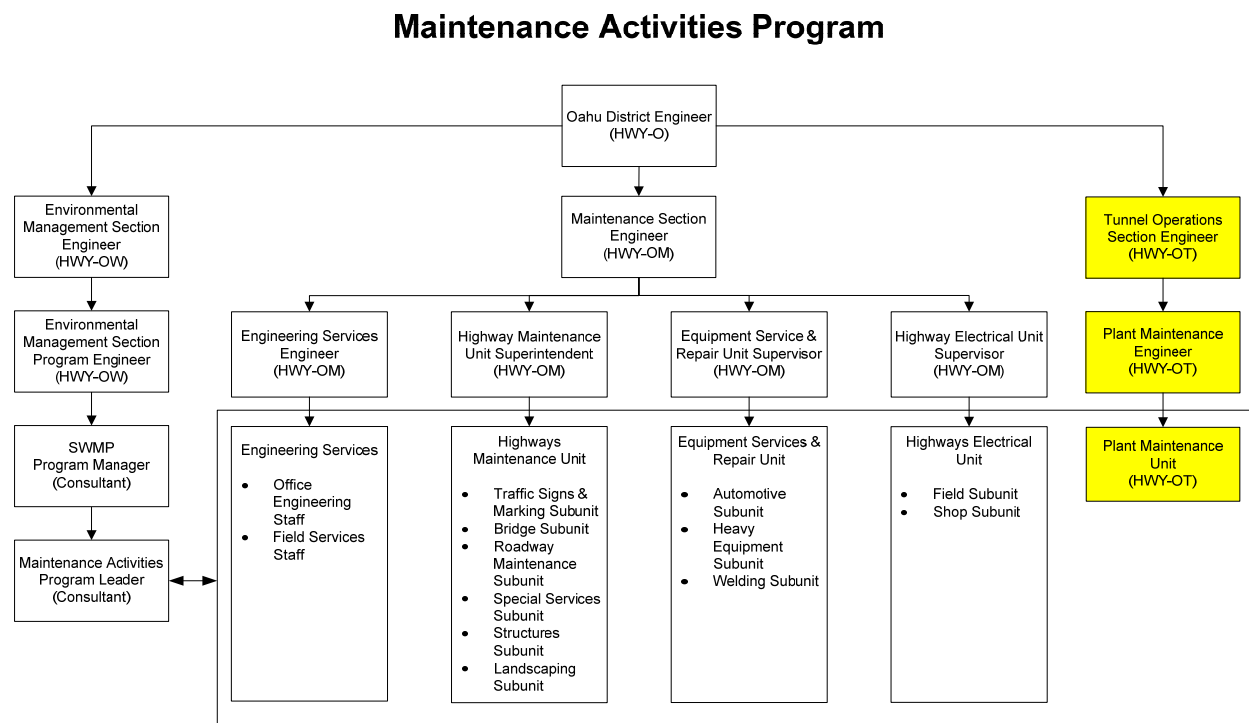 Maintenance Activities Program
Oahu District Engineer
(HWY-O)
Environmental
Management Section
Engineer
(HWY-OW)
Maintenance Section
Engineer
(HWY-OM)
Tunnel Operations
Section Engineer
(HWY-OT)
Environmental
Management Section
Program Engineer
(HWY-OW)
Engineering Services
Engineer
(HWY-OM)
Highway Maintenance
Unit Superintendent
(HWY-OM)
Equipment Service &
Repair Unit Supervisor
(HWY-OM)
Highway Electrical Unit
Supervisor
(HWY-OM)
Plant Maintenance
Engineer
(HWY-OT)
SWMP
Program Manager
(Consultant)
Maintenance Activities
Program Leader
(Consultant)
Engineering Services
• Office
Engineering
Staff
• Field Services
Staff
Highways
Maintenance Unit
• Traffic Signs &
Marking Subunit
• Bridge Subunit
• Roadway
Maintenance
Subunit
• Special Services
Subunit
• Structures
Subunit
• Landscaping
Subunit
Equipment Services &
Repair Unit
• Automotive
Subunit
• Heavy
Equipment
Subunit
• Welding Subunit
Highways Electrical
Unit
• Field Subunit
• Shop Subunit
Plant Maintenance
Unit
(HWY-OT)